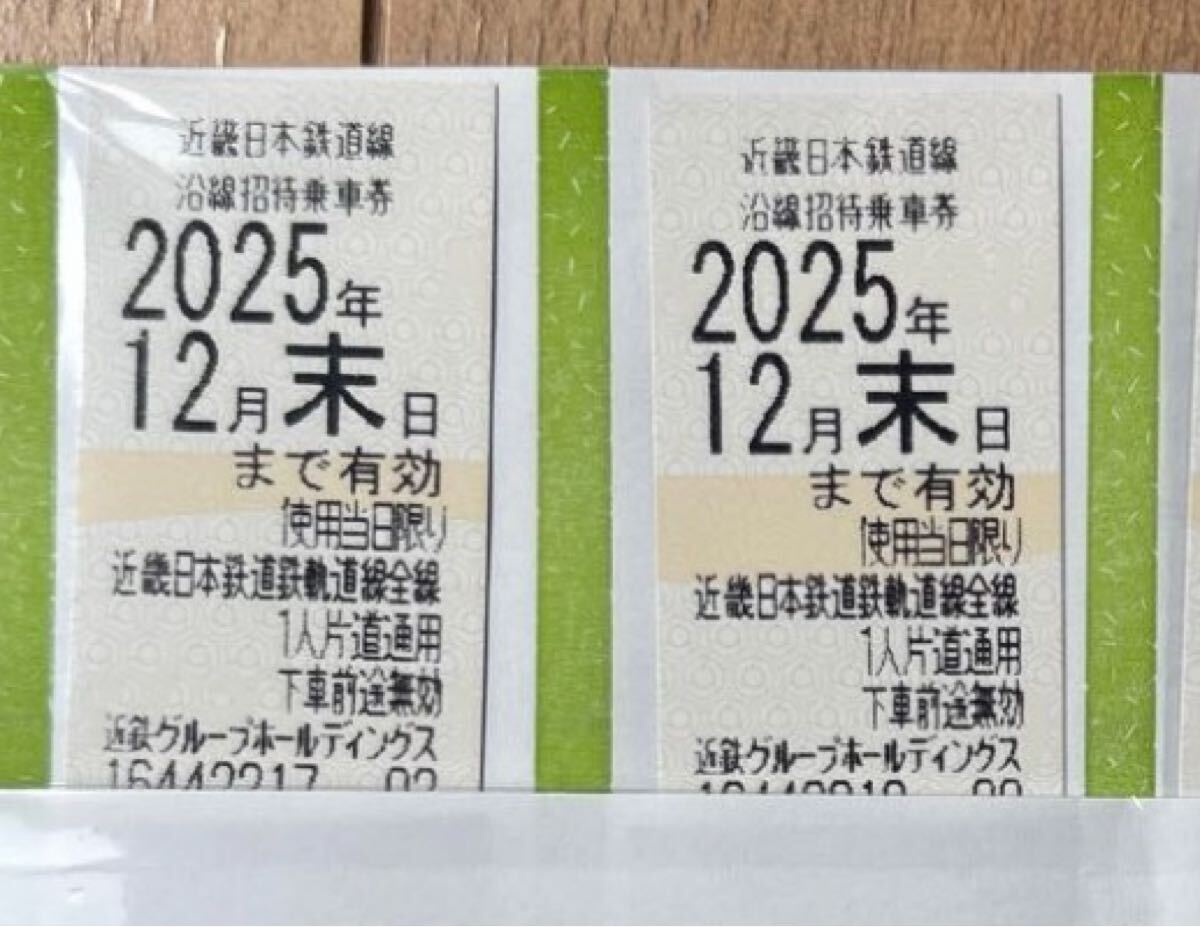 近畿日本鉄道線
沿線招待乗車券
2025年
12月末日
まで有効
使用当日限り
近畿日本鉄道鉄軌道線全線
1人片道通用
下車前途無効
近鉄グループホールディングス
16442217 02
近畿日本鉄道線
沿線招待乗車券
2025年
12月末日
まで有効
使用当日限り
近畿日本鉄道鉄軌道線全線
1人片道通用
下車前途無効
近鉄グループホールディングス